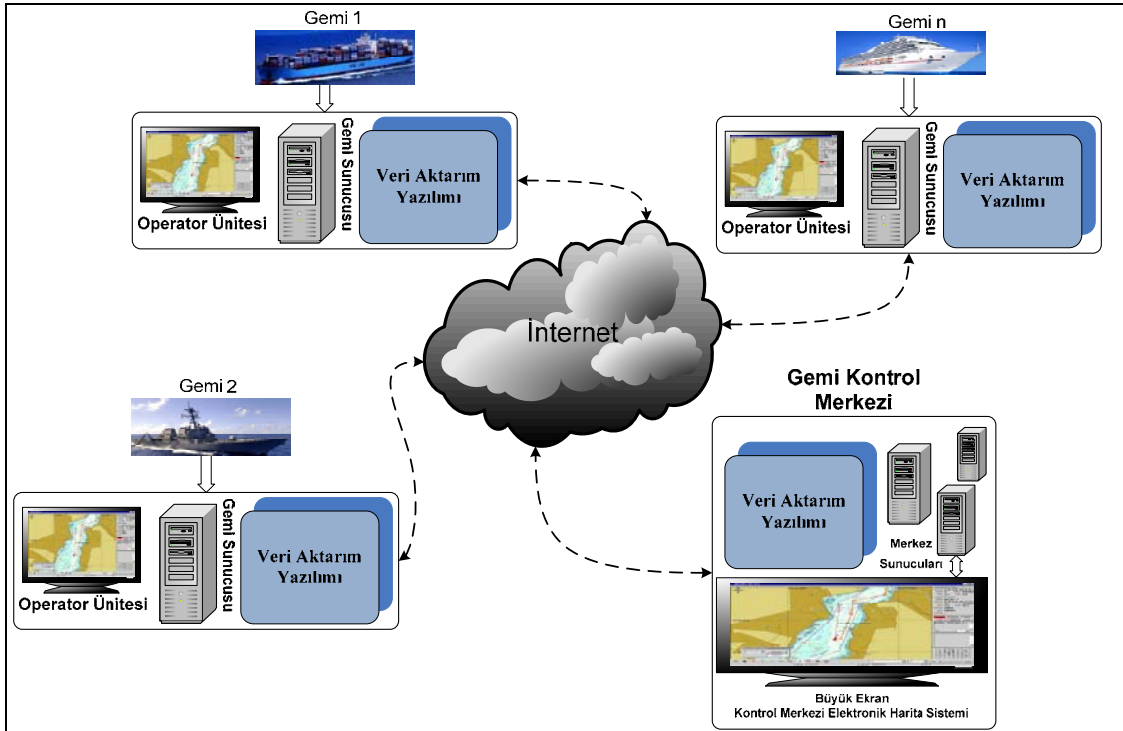 Gemi 1
Gemi Sunucusu
Veri Aktarım
Yazılımı
Operator Ünitesi
Gemi n
Gemi Sunucusu
Veri Aktarım
Yazılımı
Operator Ünitesi
İnternet
Gemi 2
Gemi Sunucusu
Veri Aktarım
Yazılımı
Operator Ünitesi
Gemi Kontrol
Merkezi
Veri Aktarım
Yazılımı
Merkez
Sunucuları
Büyük Ekran
Kontrol Merkezi Elektronik Harita Sistemi